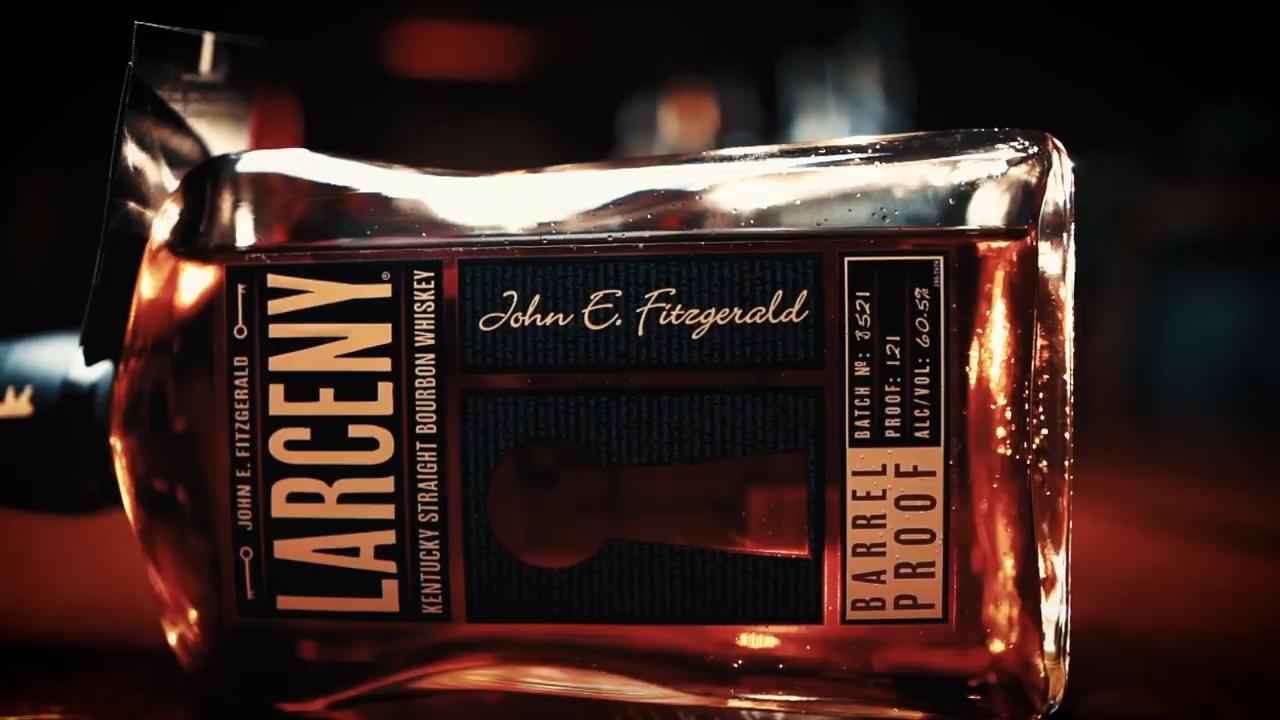 JOHN E. FITZGERALD
LARCENY®
KENTUCKY STRAIGHT BOURBON WHISKEY
John E. Fitzgerald
BARREL
PROOF
BATCH Nº: B521
PROOF: 121
ALC/VOL: 60.5%